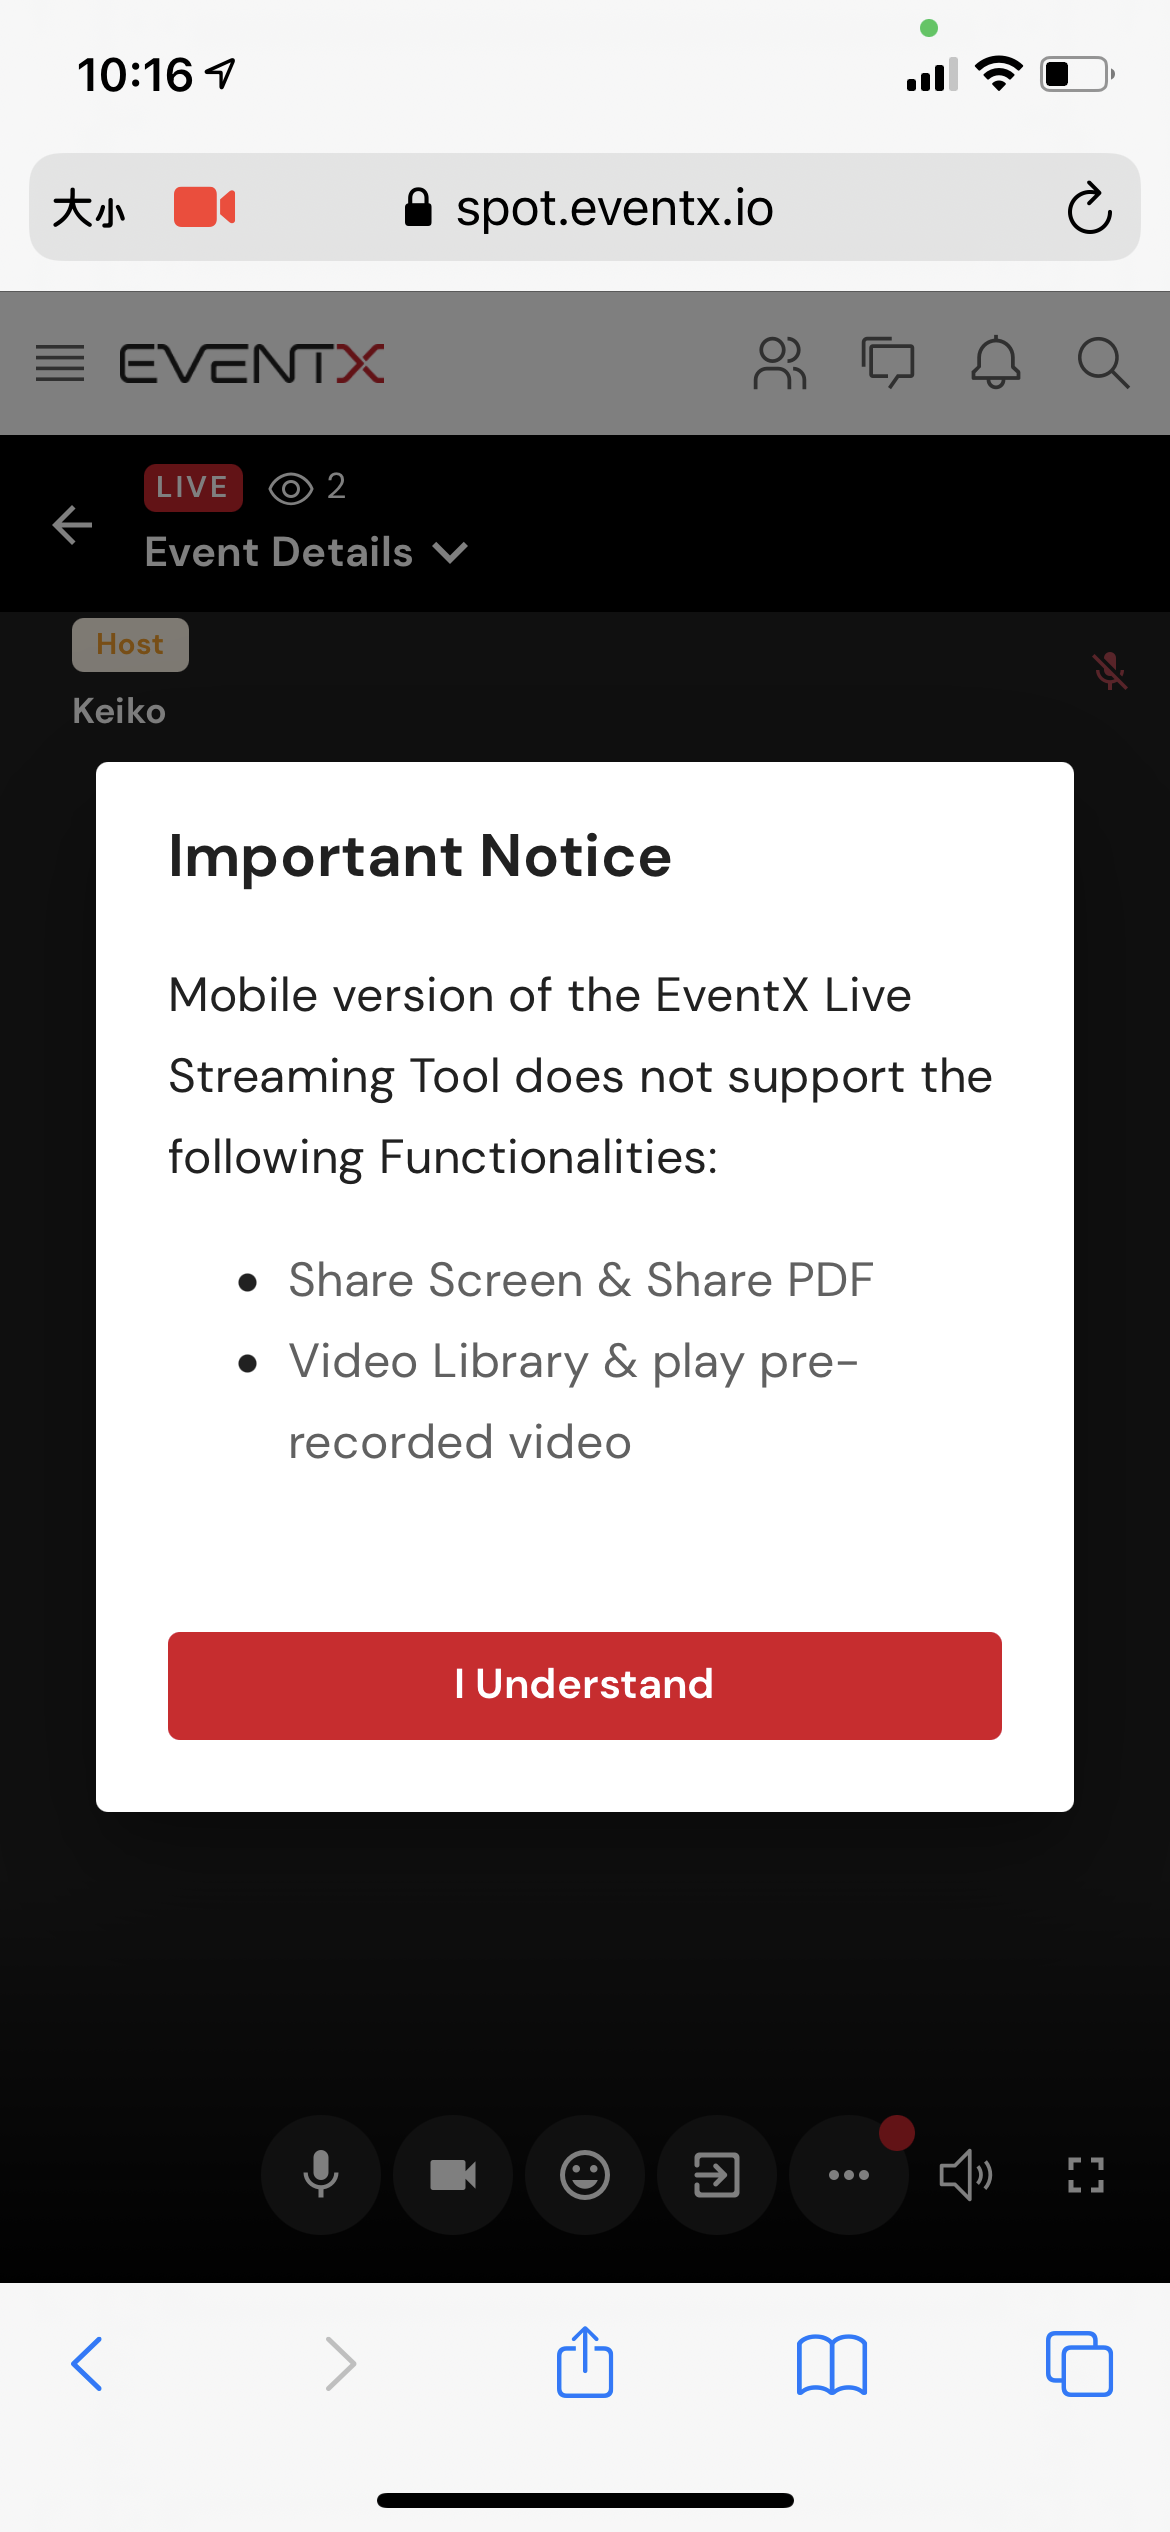 10:16
大小 spot.eventx.io
EVENTX
LIVE 2
Event Details
Host
Keiko
Important Notice
Mobile version of the EventX Live
Streaming Tool does not support the
following Functionalities:
• Share Screen & Share PDF
• Video Library & play pre-
recorded video
I Understand